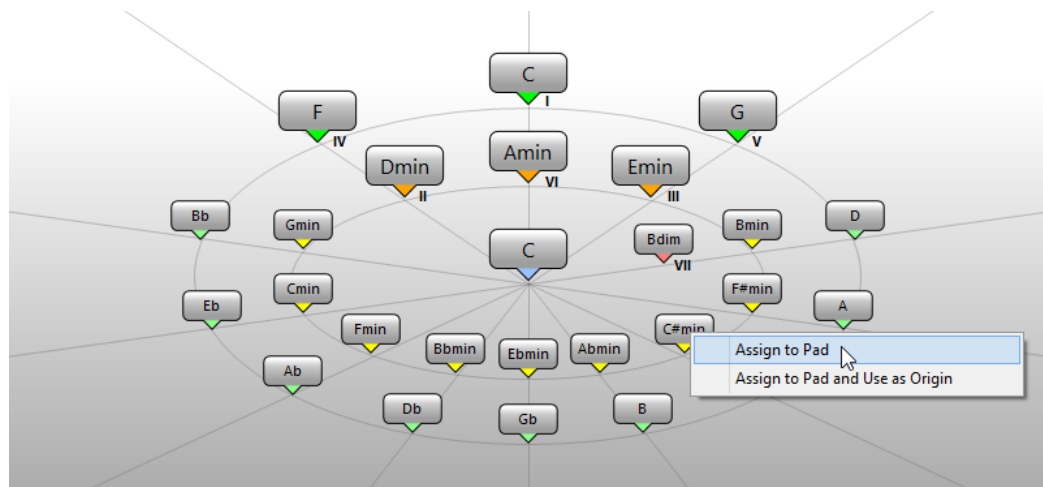 C
I
F
IV
G
V
Amin
VI
Dmin
II
Emin
III
Bb
Gmin
Bmin
D
C
Bdim
VII
Eb
Cmin
F#min
A
Fmin
Bbmin
Ebmin
Abmin
C#min
Assign to Pad
Assign to Pad and Use as Origin
Ab
Db
Gb
B